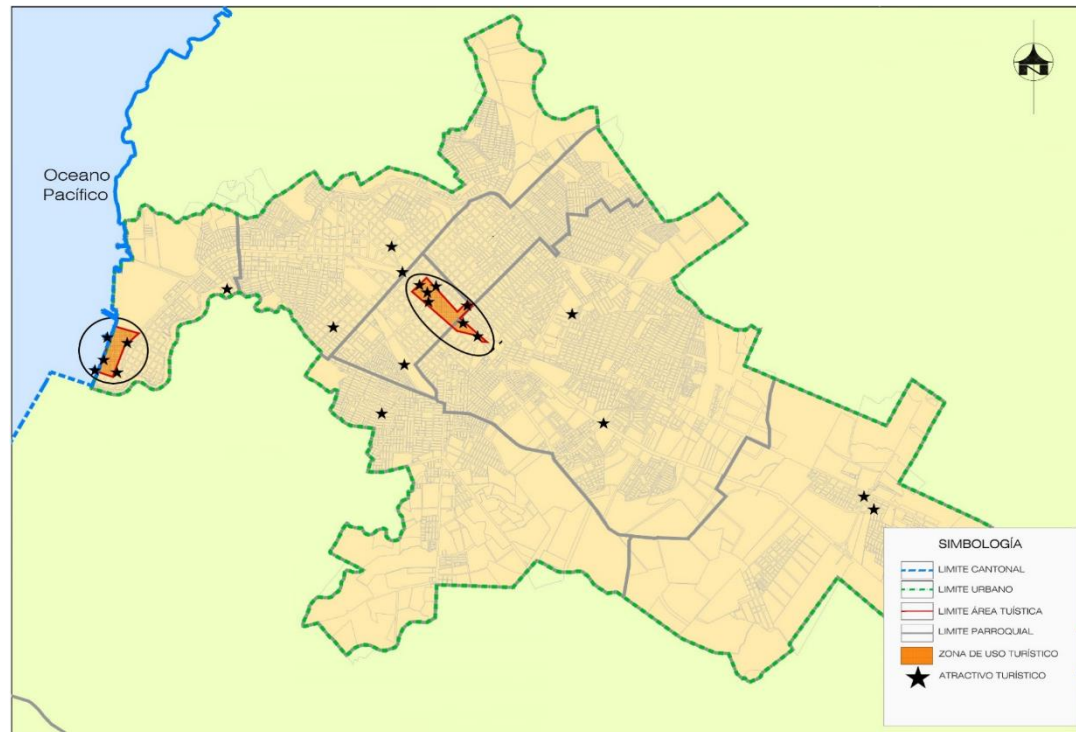 Oceano
Pacífico
SIMBOLOGÍA
LIMITE CANTONAL
LIMITE URBANO
LIMITE ÁREA TUÍSTICA
LIMITE PARROQUIAL
ZONA DE USO TURÍSTICO
ATRACTIVO TURÍSTICO